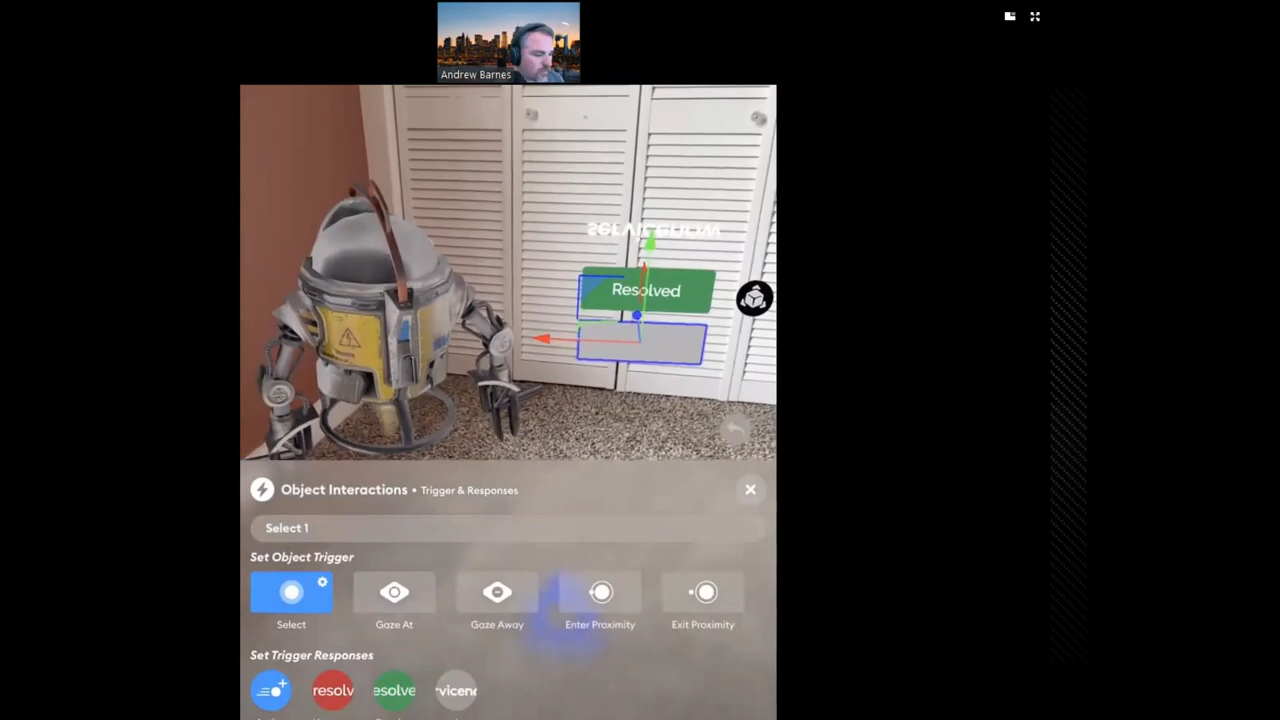 Andrew Barnes
servicenow
Resolved
Object Interactions • Trigger & Responses
Select 1
Set Object Trigger
Select
Gaze At
Gaze Away
Enter Proximity
Exit Proximity
Set Trigger Responses
resolv
esolve
rvicen